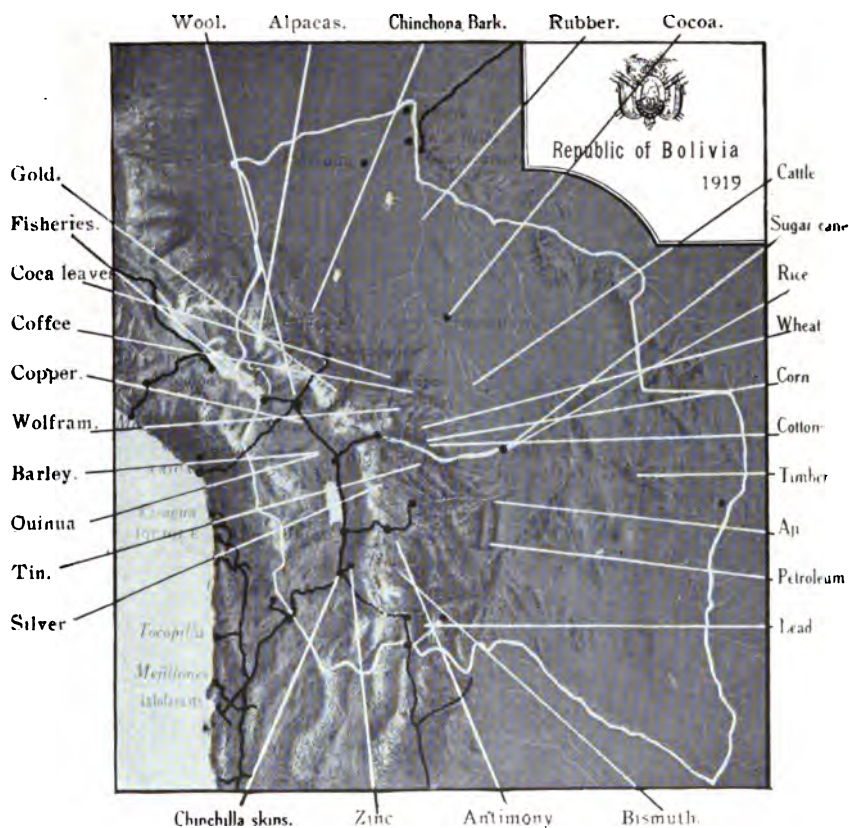 Wool.
Alpacas.
Chinchona Bark.
Rubber.
Cocoa.
Republic of Bolivia
1919
Gold.
Fisheries.
Coca leaves
Coffee
Copper.
Wolfram.
Barley.
Quinua
Tin.
Silver
Cattle
Sugar cane
Rice
Wheat
Corn
Cotton
Timber
Aji
Petroleum
Lead
Tocopilla
Mejillones
Chinchilla skins.
Zinc
Antimony
Bismuth.